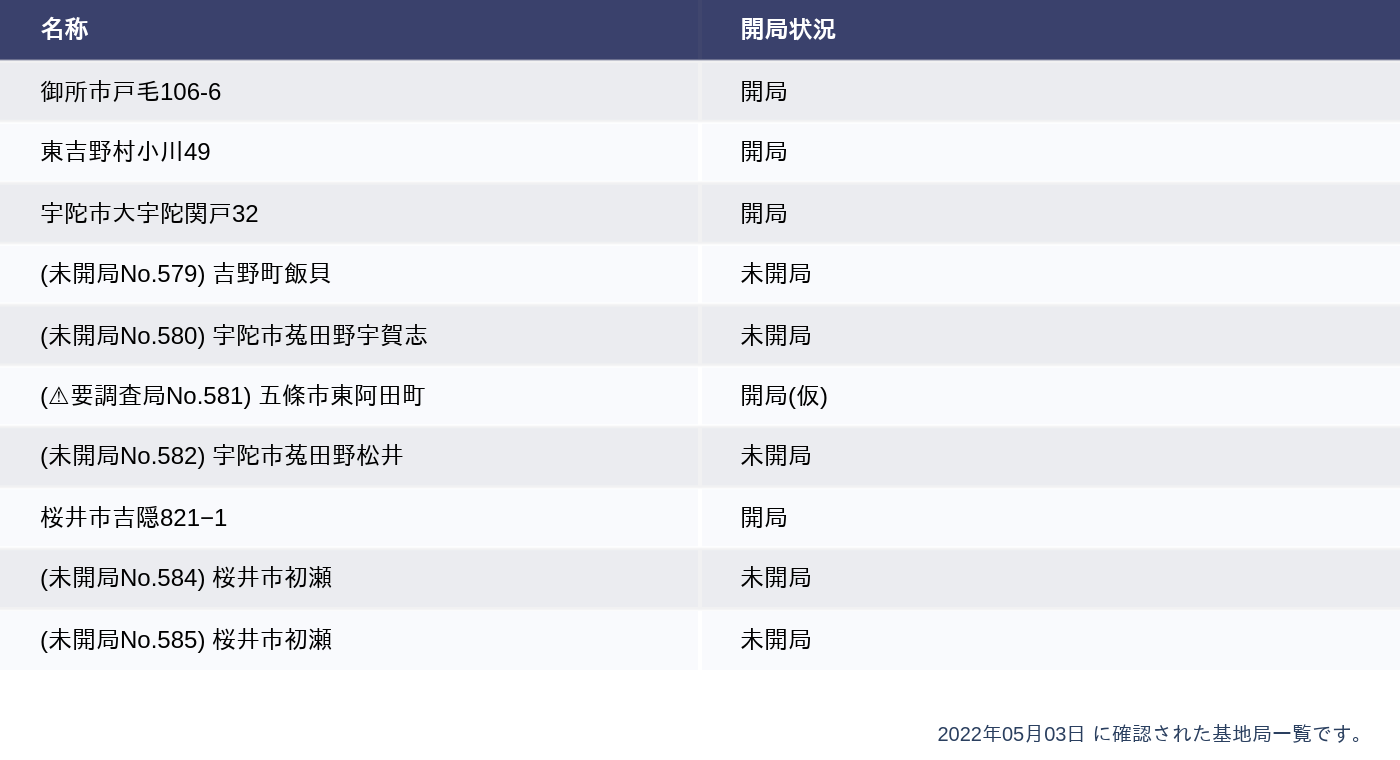 名称 開局状況
御所市戸毛106-6 開局
東吉野村小川49 開局
宇陀市大宇陀関戸32 開局
(未開局No.579) 吉野町飯貝 未開局
(未開局No.580) 宇陀市菟田野宇賀志 未開局
(⚠要調査局No.581) 五條市東阿田町 開局(仮)
(未開局No.582) 宇陀市菟田野松井 未開局
桜井市吉隠821−1 開局
(未開局No.584) 桜井市初瀬 未開局
(未開局No.585) 桜井市初瀬 未開局
2022年05月03日 に確認された基地局一覧です。